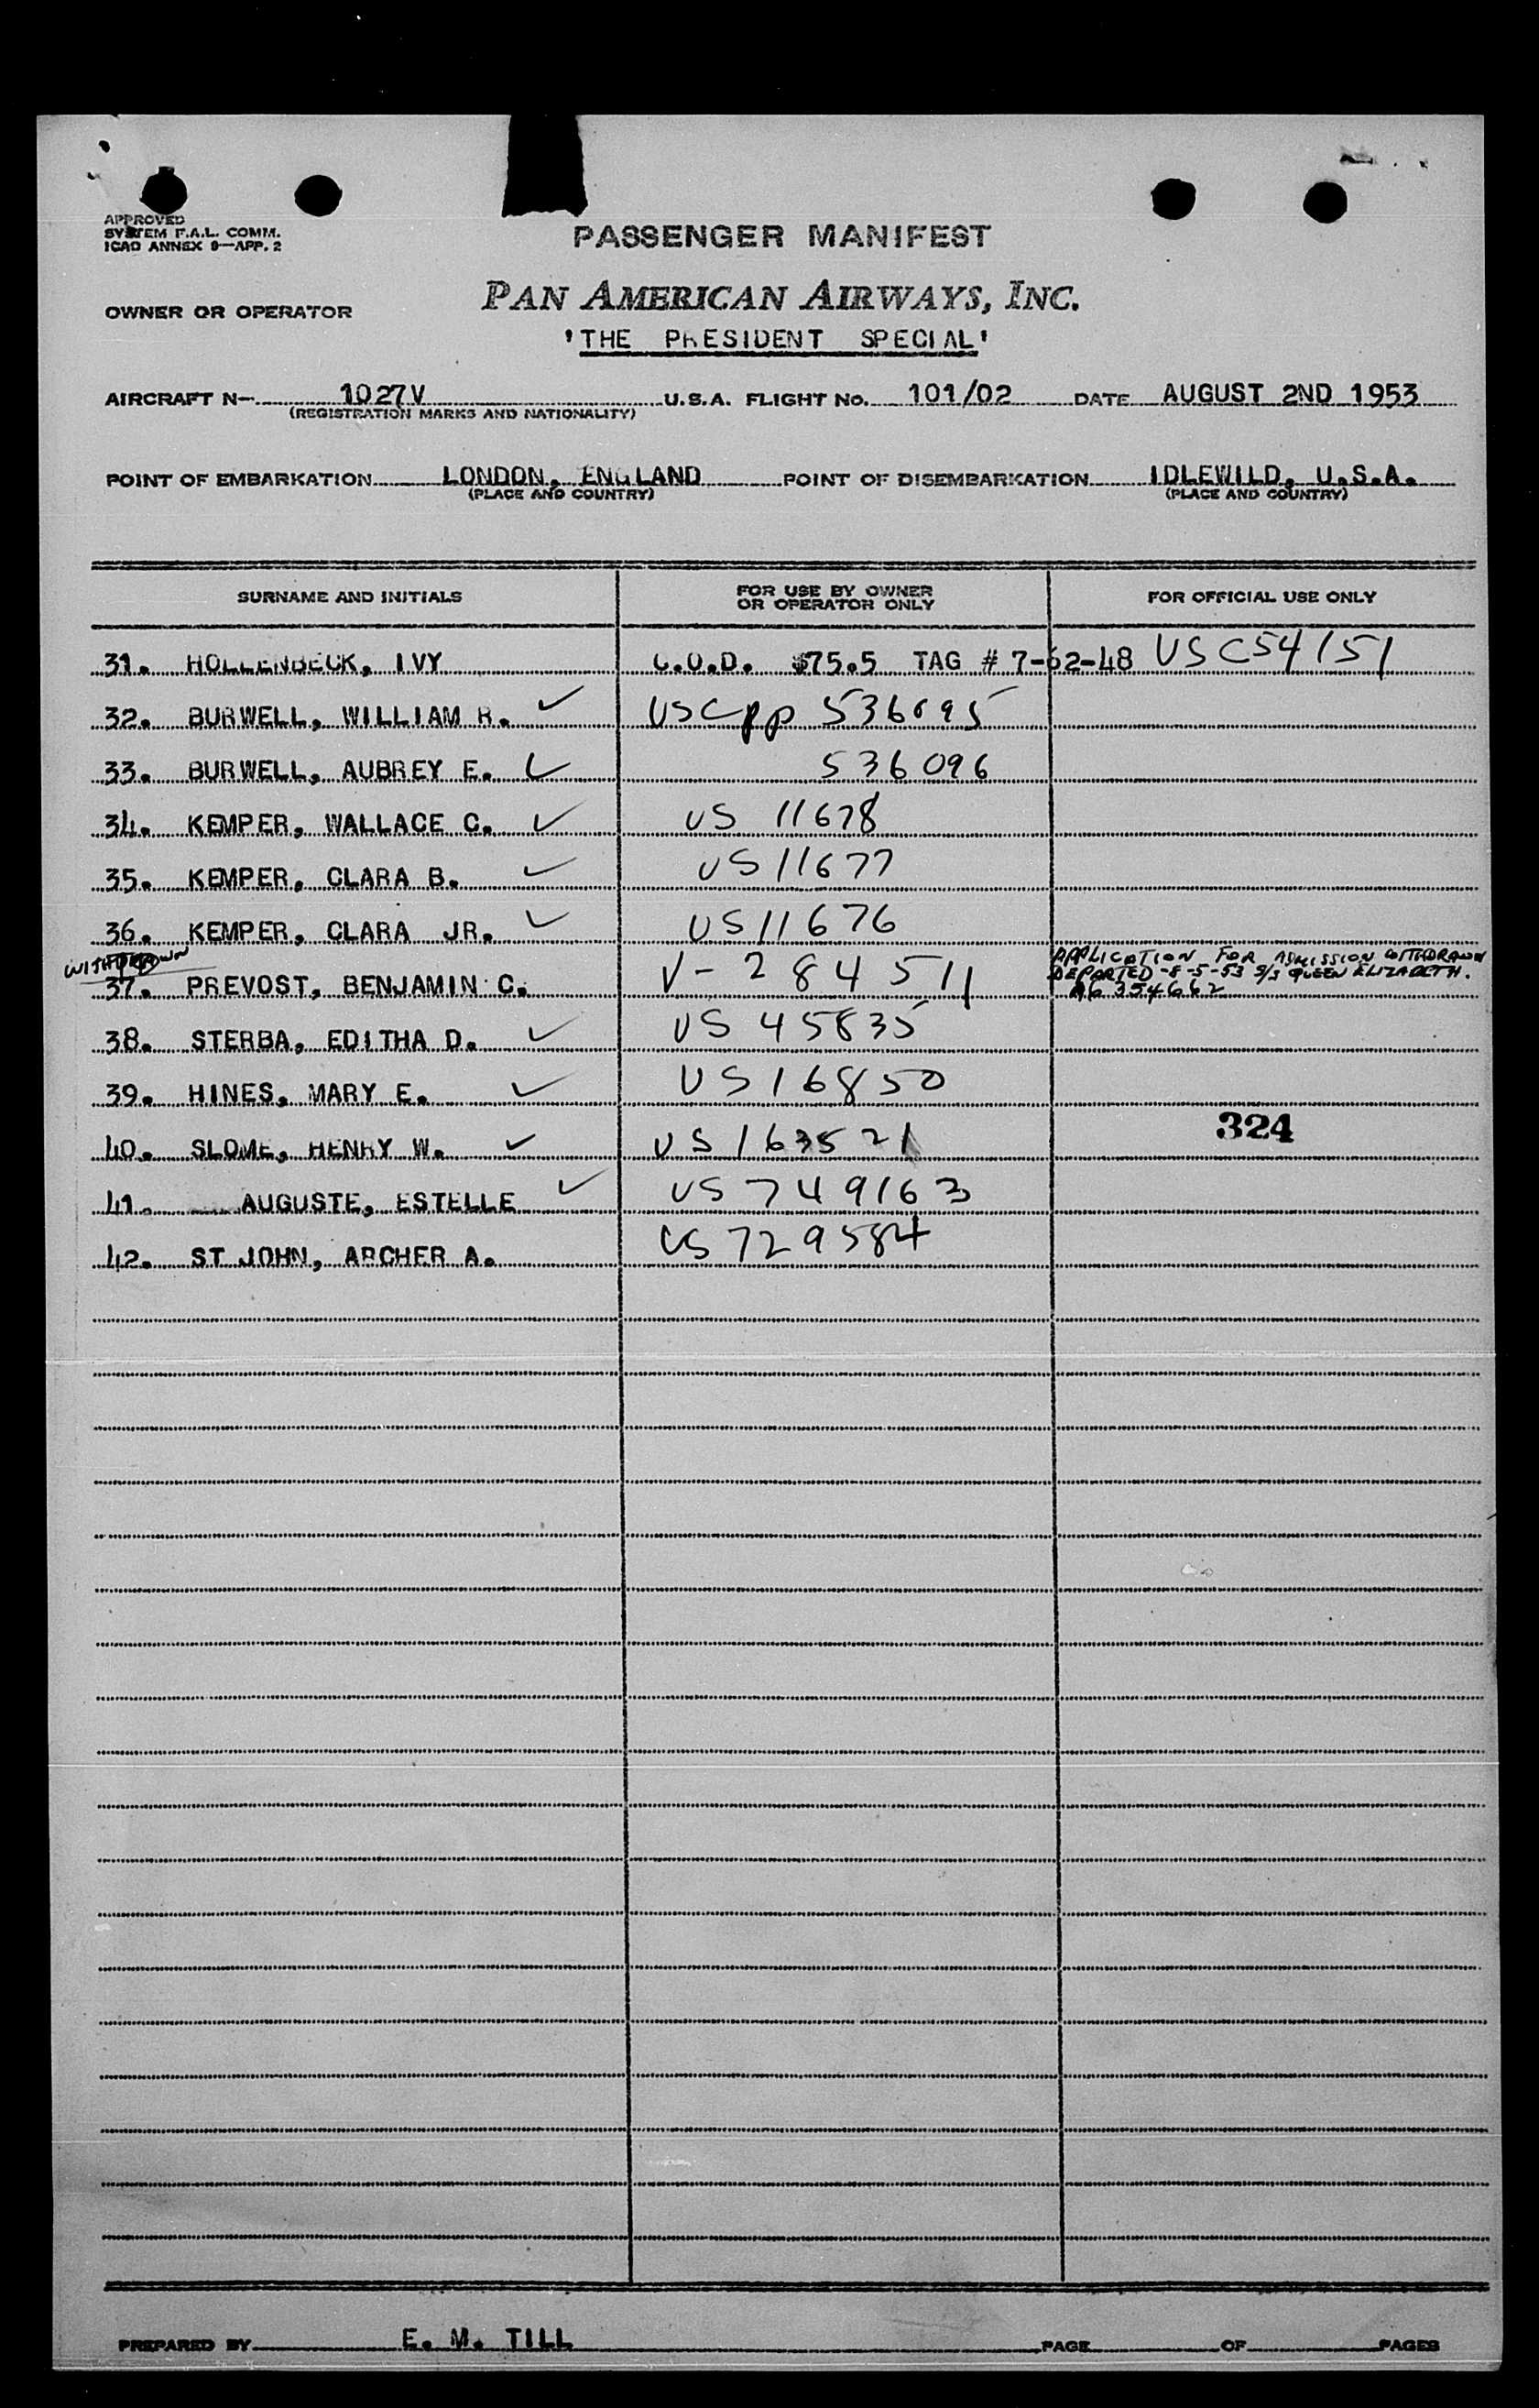 APPROVED
SYSTEM F.A.L. COMM.
ICAO ANNEX 9—APP. 2
PASSENGER MANIFEST
OWNER OR OPERATOR PAN AMERICAN AIRWAYS, INC.
'THE PRESIDENT SPECIAL'
AIRCRAFT N- 1027V U.S.A. FLIGHT No. 101/02 DATE AUGUST 2ND 1953
(REGISTRATION MARKS AND NATIONALITY)
POINT OF EMBARKATION LONDON, ENGLAND POINT OF DISEMBARKATION IDLEWILD, U.S.A.
(PLACE AND COUNTRY) (PLACE AND COUNTRY)
SURNAME AND INITIALS FOR USE BY OWNER OR OPERATOR ONLY FOR OFFICIAL USE ONLY
31. HOLLENBECK, IVY C.O.D. $75.5 TAG # 7-62-48 USC54151
32. BURWELL, WILLIAM R. ✓ USCpp 536095
33. BURWELL, AUBREY E. ✓ 536096
34. KEMPER, WALLACE C. ✓ US 11678
35. KEMPER, CLARA B. ✓ US11677
36. KEMPER, CLARA JR. ✓ US11676
WITHDRAWN APPLICATION FOR ADMISSION WITHDRAWN
DEPARTED -8-5-53 S/S QUEEN ELIZABETH.
37. PREVOST, BENJAMIN C. V-284511 A6 354662
38. STERBA, EDITHA D. ✓ US 45835
39. HINES, MARY E. ✓ US16850
324
40. SLOME, HENRY W. ✓ US163521
41. AUGUSTE, ESTELLE ✓ US749163
42. ST JOHN, ARCHER A. US729584
PREPARED BY E. M. TILL PAGE OF PAGES